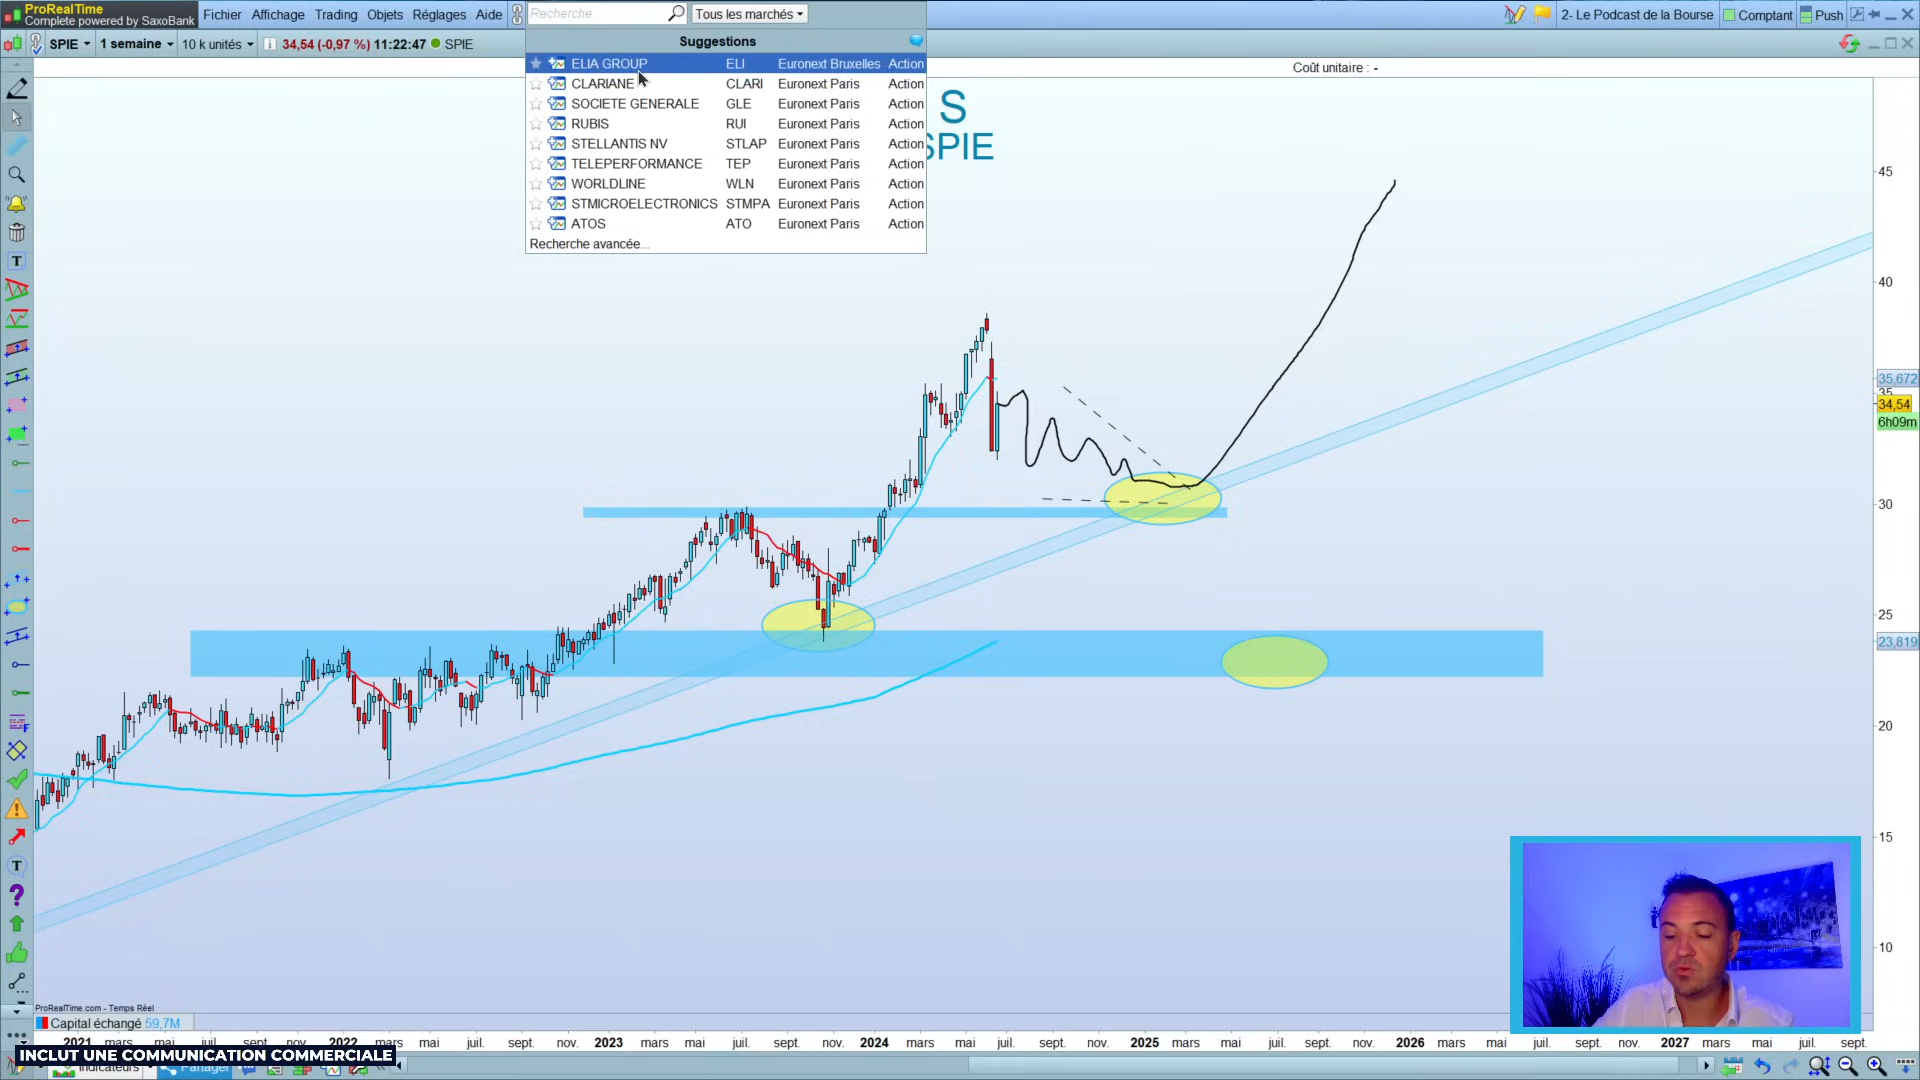 ProRealTime
Complete powered by SaxoBank
Fichier Affichage Trading Objets Réglages Aide
Recherche...
Tous les marchés
2- Le Podcast de la Bourse
Comptant
Push
SPIE 1 semaine 10 k unités 34,54 (-0,97 %) 11:22:47 SPIE
Suggestions
ELIA GROUP ELI Euronext Bruxelles Action
CLARIANE CLARI Euronext Paris Action
SOCIETE GENERALE GLE Euronext Paris Action
RUBIS RUI Euronext Paris Action
STELLANTIS NV STLAP Euronext Paris Action
TELEPERFORMANCE TEP Euronext Paris Action
WORLDLINE WLN Euronext Paris Action
STMICROELECTRONICS STMPA Euronext Paris Action
ATOS ATO Euronext Paris Action
Recherche avancée...
Coût unitaire : -
S
SPIE
45
40
35,672
35
34,54
6h09m
30
25
23,819
20
15
10
ProRealTime.com - Temps Réel
Capital échangé 59,7M
2021 mars mai juil. sept. nov. 2022 mars mai juil. sept. nov. 2023 mars mai juil. sept. nov. 2024 mars mai juil. sept. nov. 2025 mars mai juil. sept. nov. 2026 mars mai juil. sept. nov. 2027 mars mai juil. sept.
INCLUT UNE COMMUNICATION COMMERCIALE
Indicateurs
Partager